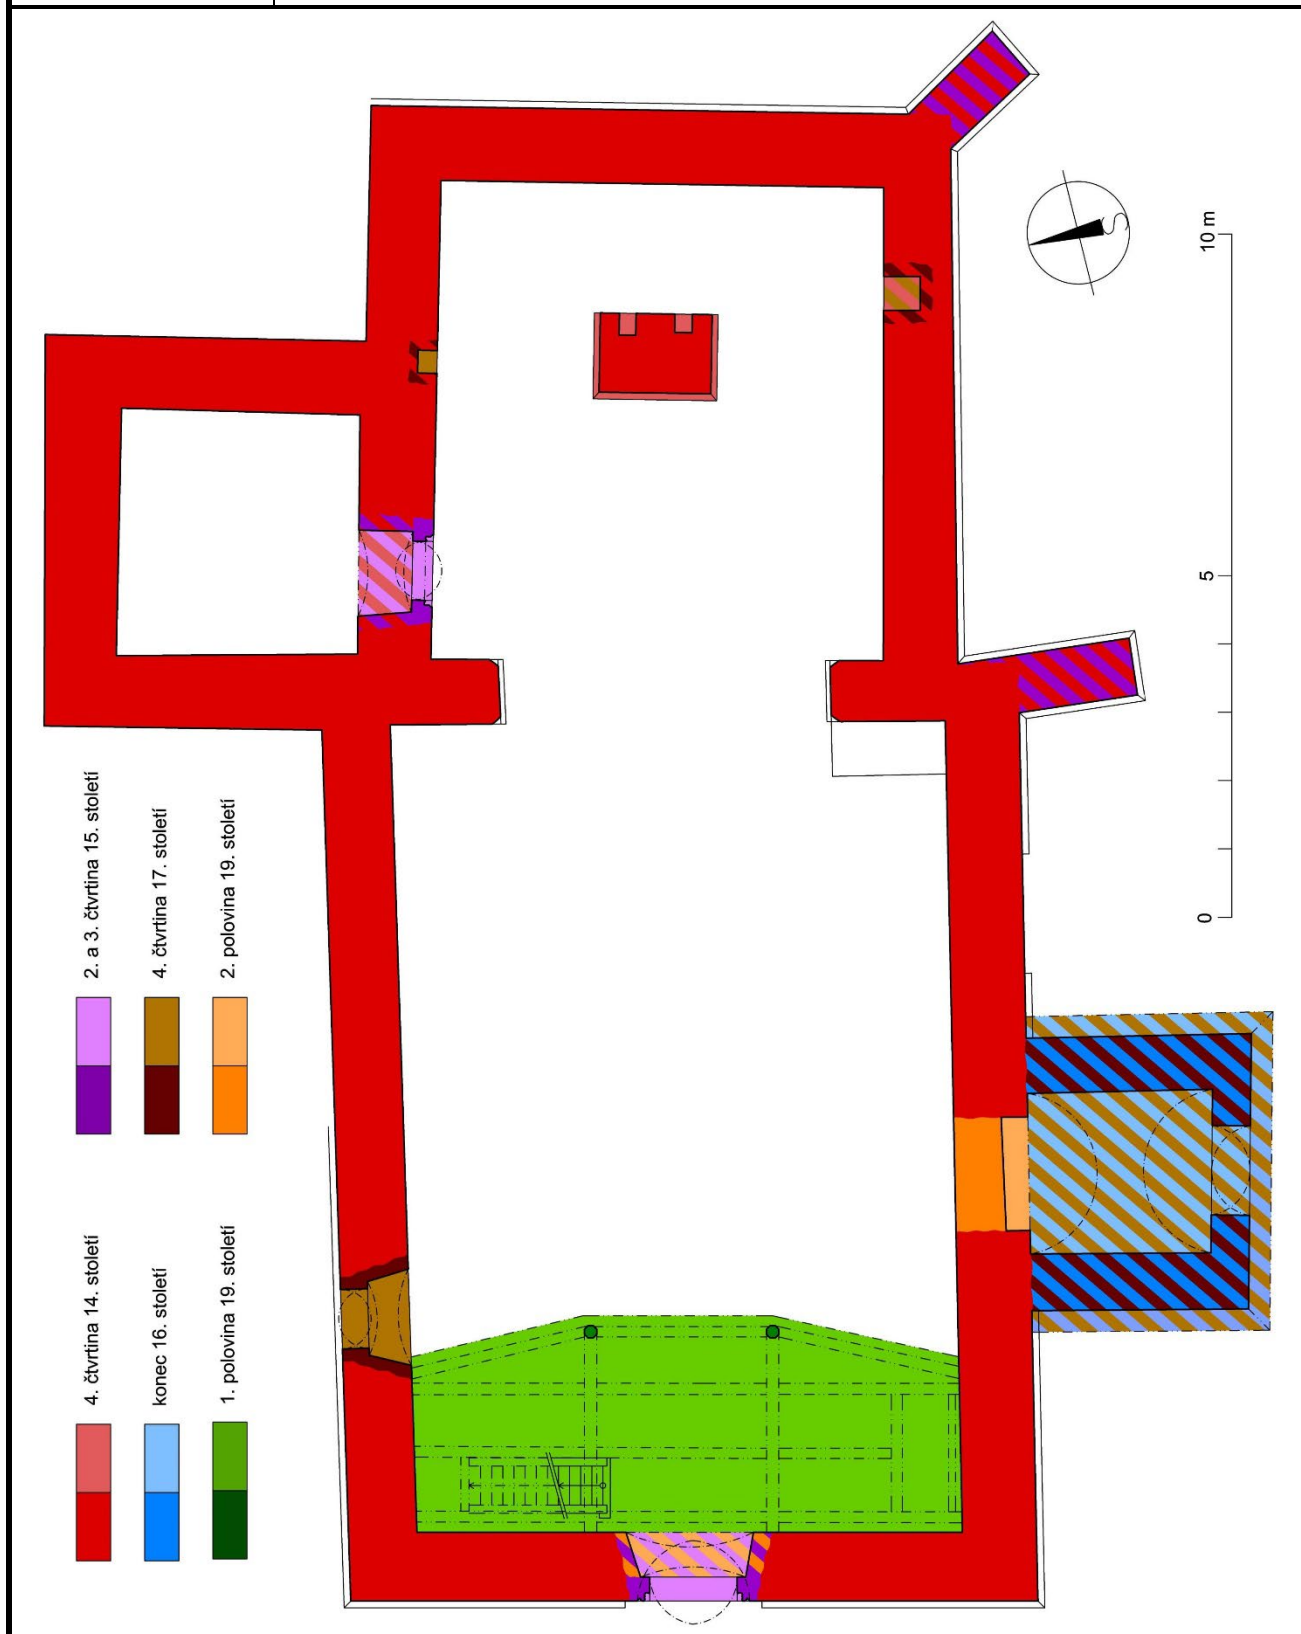 4. čtvrtina 14. století
2. a 3. čtvrtina 15. století
konec 16. století
4. čtvrtina 17. století
1. polovina 19. století
2. polovina 19. století
S
0
5
10 m